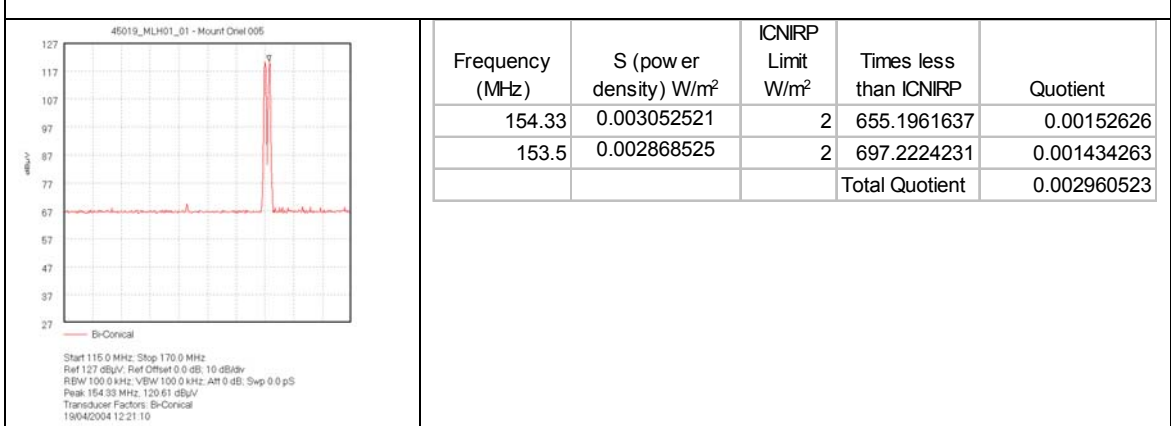 45019_MLH01_01 - Mount Oriel 005
127
117
107
97
87
77
67
57
47
37
27
dBµV
Bi-Conical
Start 115.0 MHz; Stop 170.0 MHz
Ref 127 dBµV; Ref Offset 0.0 dB; 10 dB/div
RBW 100.0 kHz; VBW 100.0 kHz; Att 0 dB; Swp 0.0 pS
Peak 154.33 MHz, 120.61 dBµV
Transducer Factors: Bi-Conical
19/04/2004 12:21:10
Frequency (MHz) S (power density) W/m² ICNIRP Limit W/m² Times less than ICNIRP Quotient
154.33 0.003052521 2 655.1961637 0.00152626
153.5 0.002868525 2 697.2224231 0.001434263
Total Quotient 0.002960523